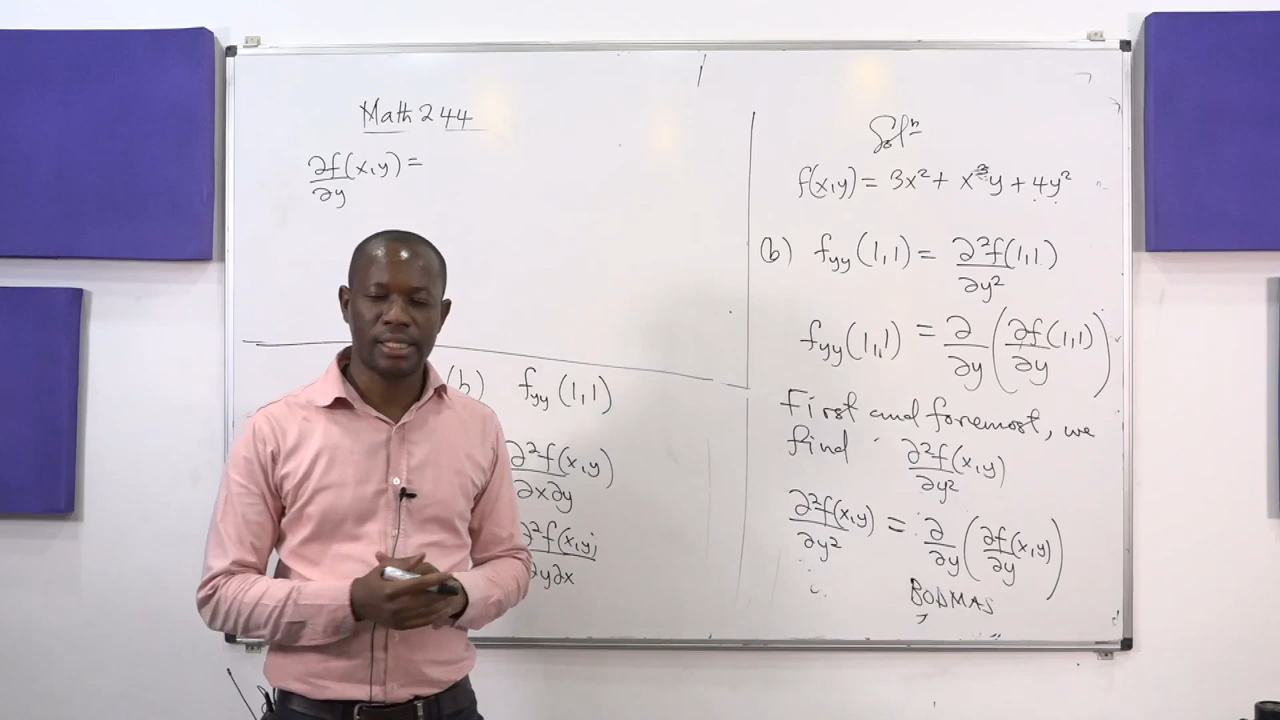 Math 244
∂f(x,y) =
∂y
(b) fyy (1,1)
∂²f(x,y)
∂x∂y
∂²f(x,y)
∂y∂x
Solⁿ
f(x,y) = 3x² + x³y + 4y²
(b) fyy (1,1) = ∂²f(1,1)
∂y²
fyy (1,1) = ∂ (∂f(1,1))
∂y ∂y
First and foremost, we
find ∂²f(x,y)
∂y²
∂²f(x,y) = ∂ (∂f(x,y))
∂y² ∂y ∂y
BODMAS